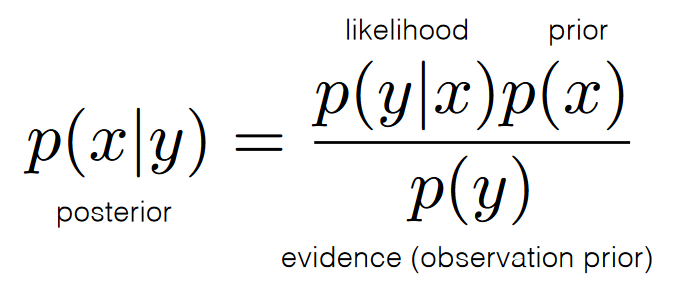 likelihood prior
p(x|y) = p(y|x)p(x)
p(y)
posterior
evidence (observation prior)